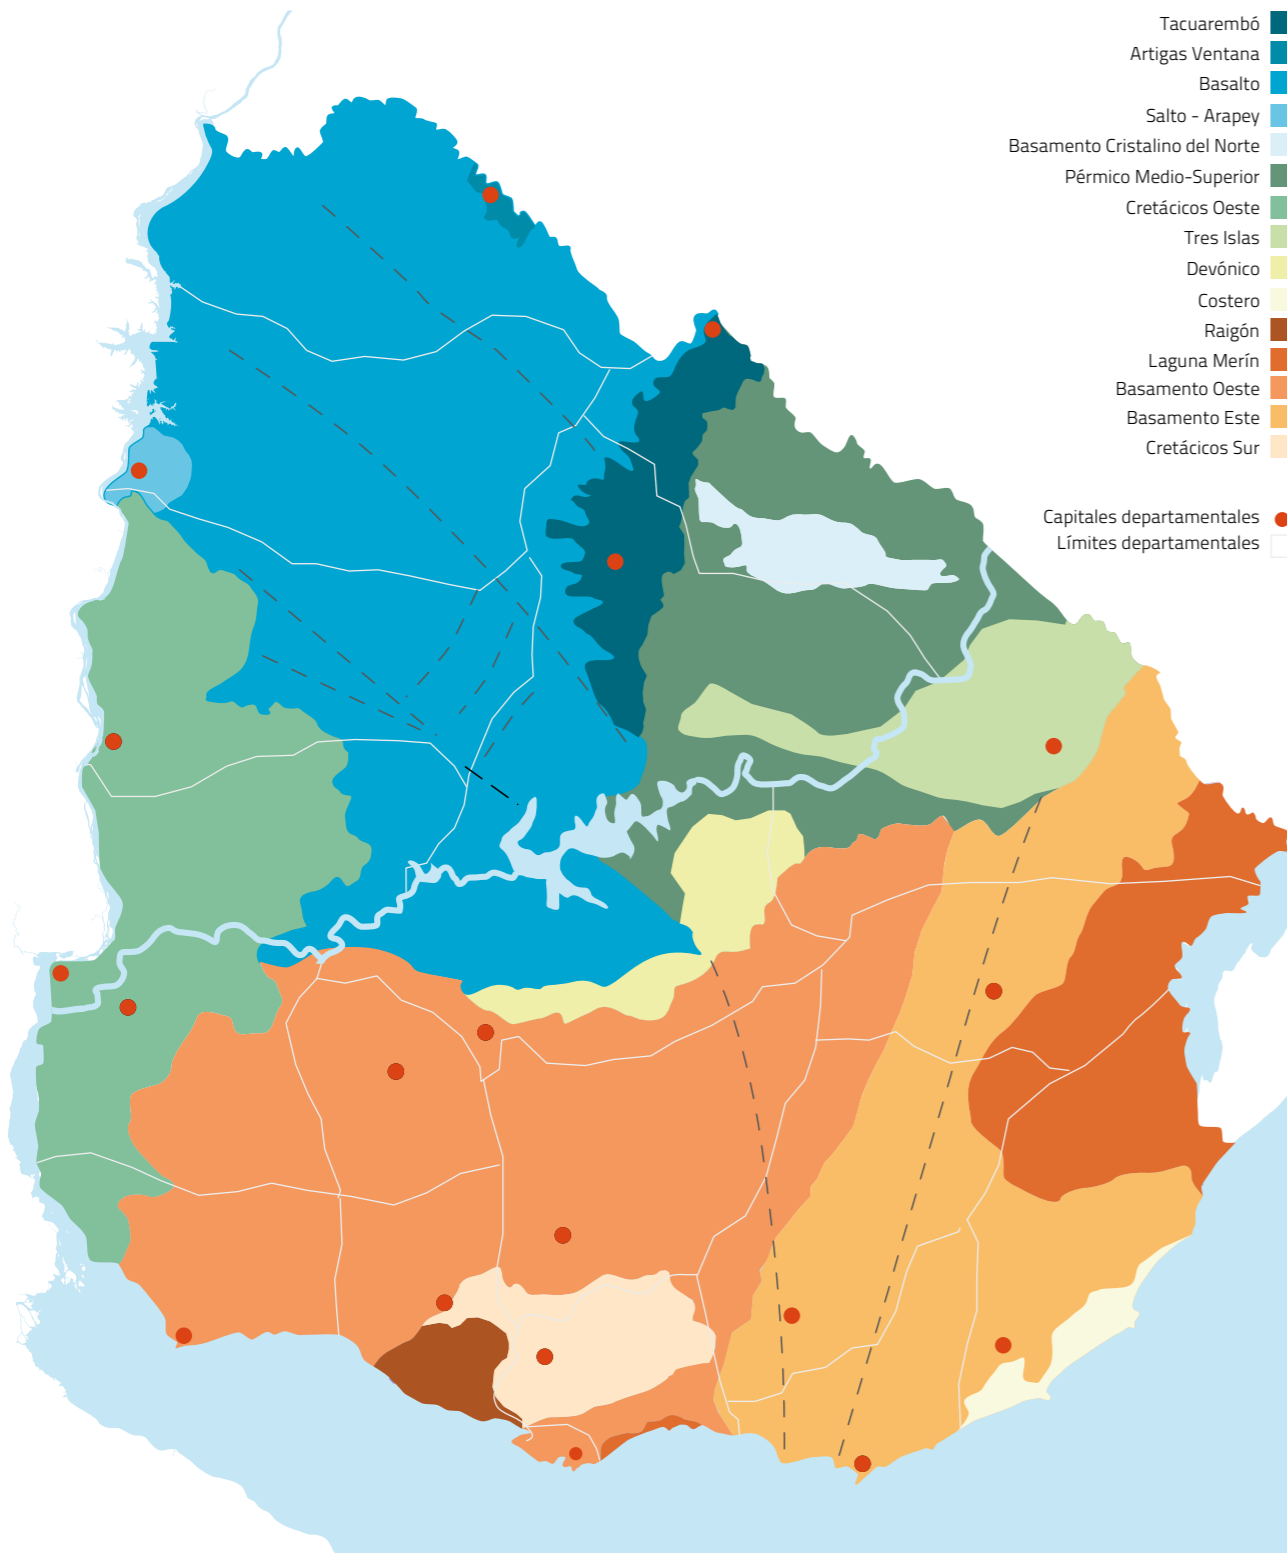 Tacuarembó
Artigas Ventana
Basalto
Salto - Arapey
Basamento Cristalino del Norte
Pérmico Medio-Superior
Cretácicos Oeste
Tres Islas
Devónico
Costero
Raigón
Laguna Merín
Basamento Oeste
Basamento Este
Cretácicos Sur
Capitales departamentales
Límites departamentales